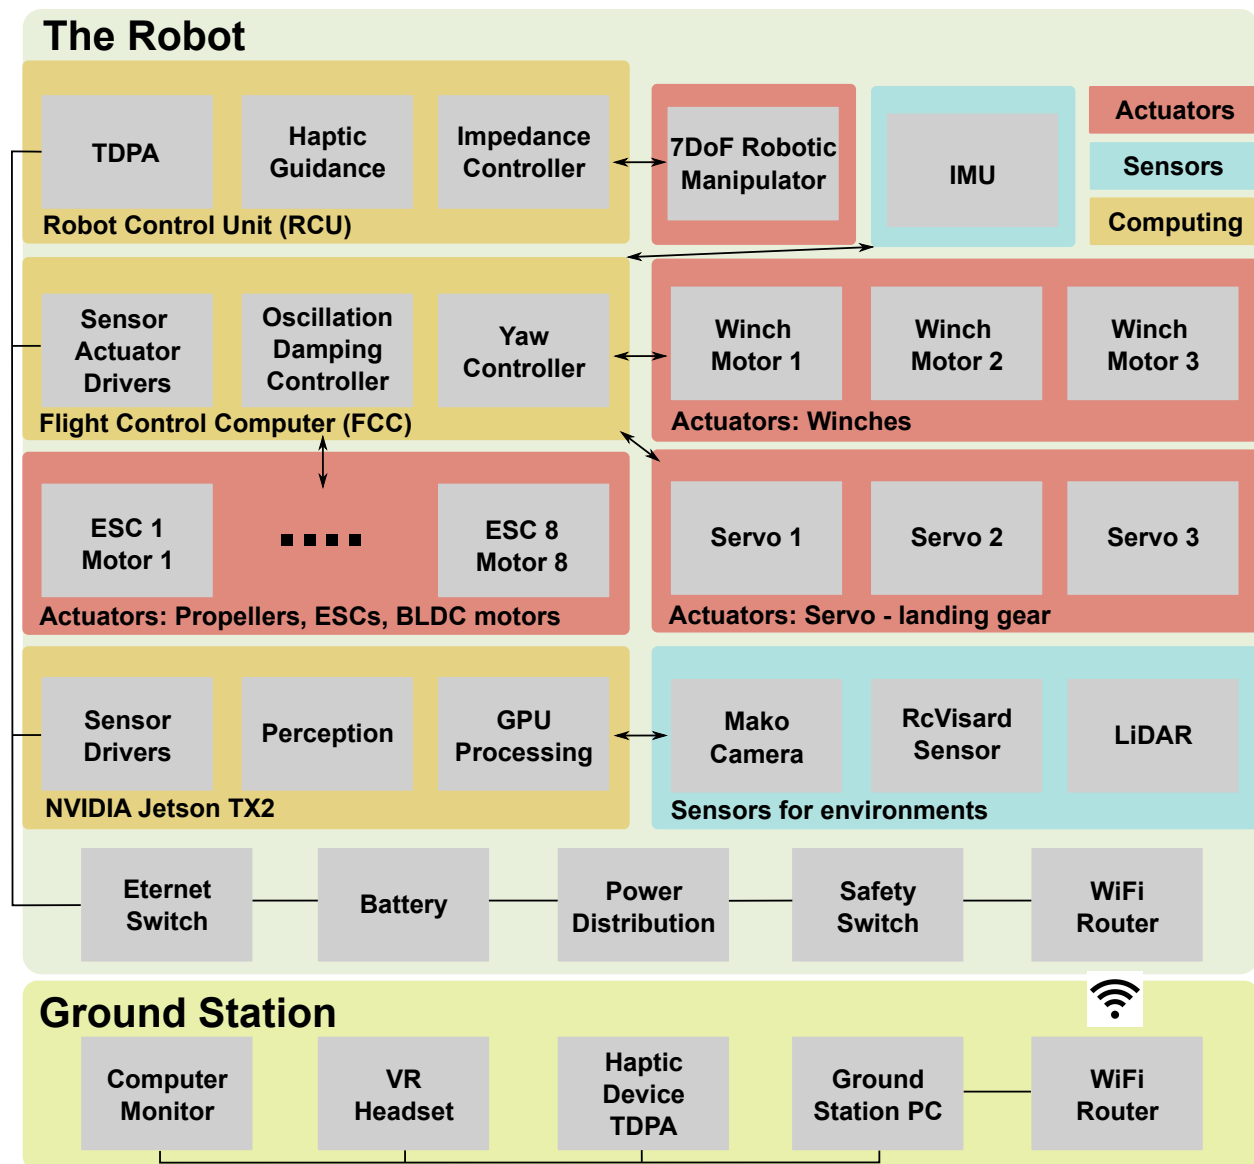 The Robot
TDPA
Haptic
Guidance
Impedance
Controller
Robot Control Unit (RCU)
7DoF Robotic
Manipulator
IMU
Actuators
Sensors
Computing
Sensor
Actuator
Drivers
Oscillation
Damping
Controller
Yaw
Controller
Flight Control Computer (FCC)
Winch
Motor 1
Winch
Motor 2
Winch
Motor 3
Actuators: Winches
ESC 1
Motor 1
ESC 8
Motor 8
Actuators: Propellers, ESCs, BLDC motors
Servo 1
Servo 2
Servo 3
Actuators: Servo - landing gear
Sensor
Drivers
Perception
GPU
Processing
NVIDIA Jetson TX2
Mako
Camera
RcVisard
Sensor
LiDAR
Sensors for environments
Eternet
Switch
Battery
Power
Distribution
Safety
Switch
WiFi
Router
Ground Station
Computer
Monitor
VR
Headset
Haptic
Device
TDPA
Ground
Station PC
WiFi
Router